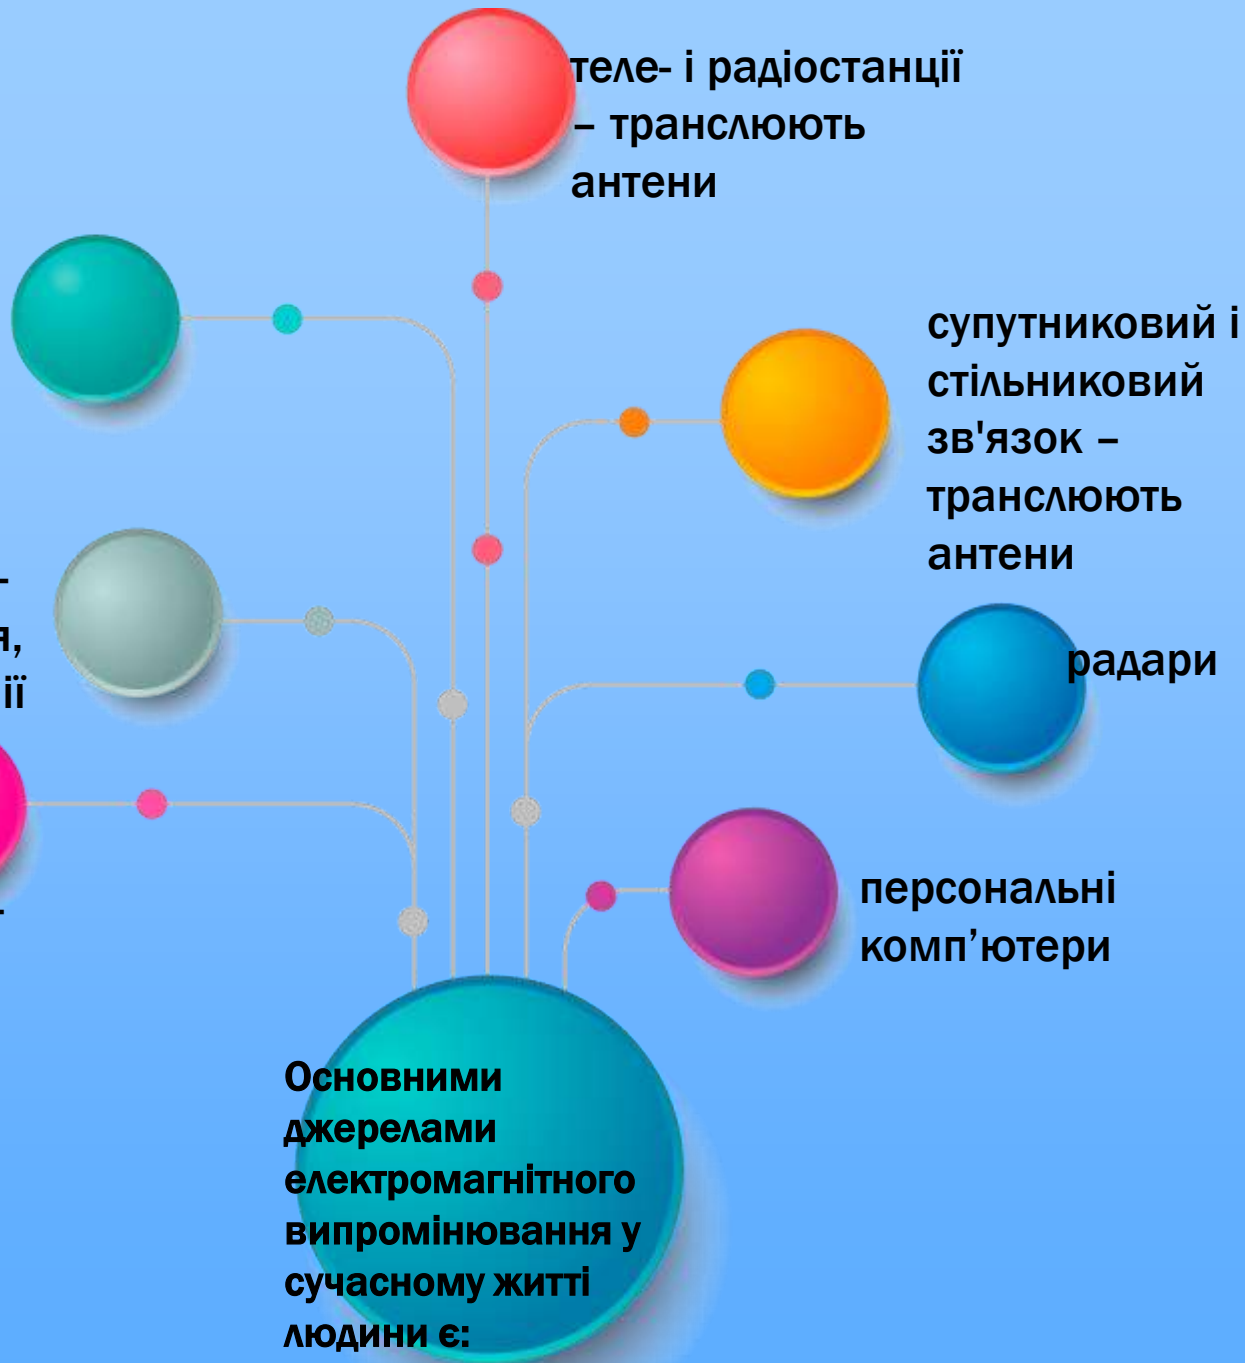 теле- і радіостанції
– транслюють
антени
супутниковий і
стільниковий
зв'язок –
транслюють
антени
радари
персональні
комп’ютери
Основними
джерелами
електромагнітного
випромінювання у
сучасному житті
людини є: